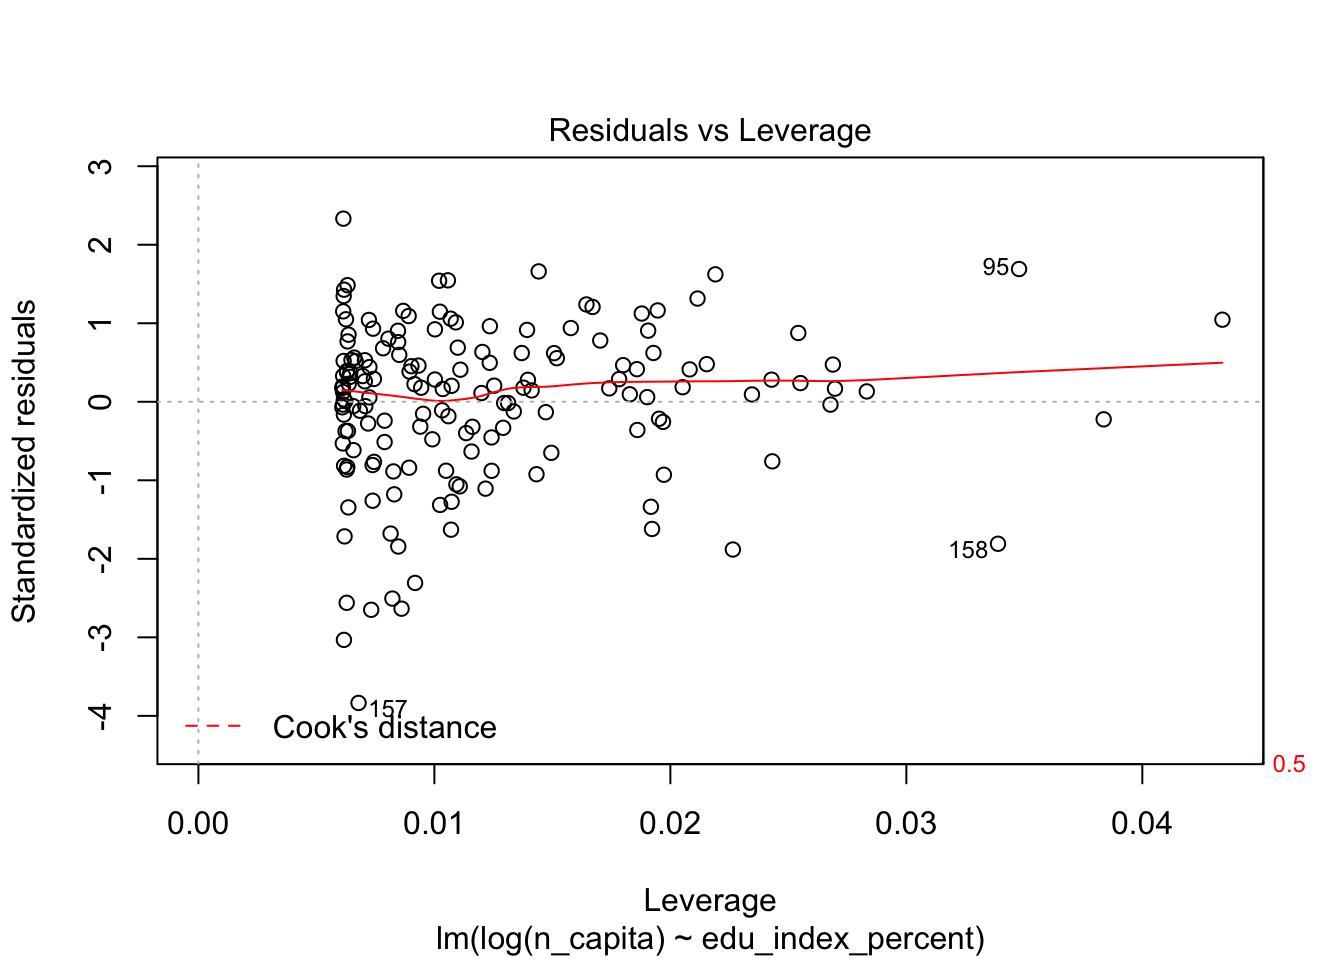 Residuals vs Leverage
Standardized residuals
3
2
1
0
-1
-2
-3
-4
95
158
157
Cook's distance
0.5
0.00 0.01 0.02 0.03 0.04
Leverage
lm(log(n_capita) ~ edu_index_percent)